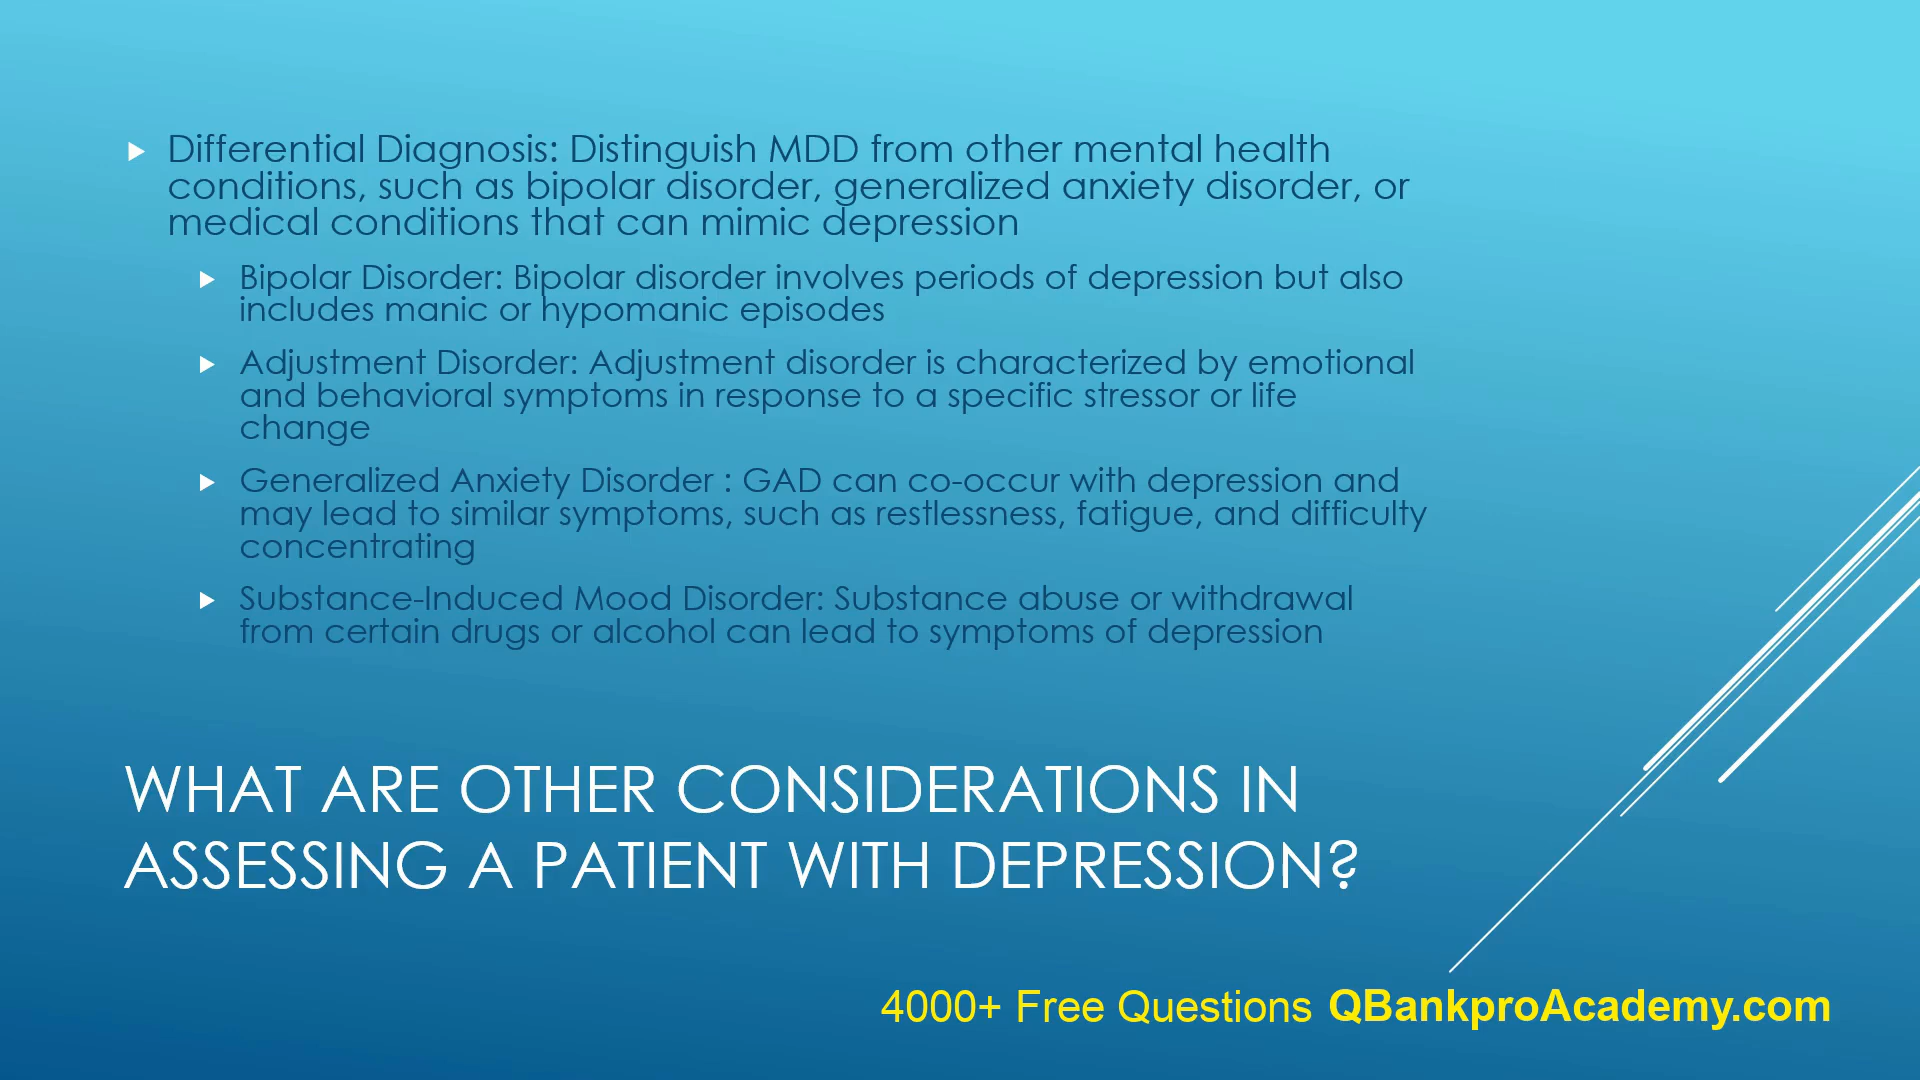 Differential Diagnosis: Distinguish MDD from other mental health
conditions, such as bipolar disorder, generalized anxiety disorder, or
medical conditions that can mimic depression
Bipolar Disorder: Bipolar disorder involves periods of depression but also
includes manic or hypomanic episodes
Adjustment Disorder: Adjustment disorder is characterized by emotional
and behavioral symptoms in response to a specific stressor or life
change
Generalized Anxiety Disorder : GAD can co-occur with depression and
may lead to similar symptoms, such as restlessness, fatigue, and difficulty
concentrating
Substance-Induced Mood Disorder: Substance abuse or withdrawal
from certain drugs or alcohol can lead to symptoms of depression
WHAT ARE OTHER CONSIDERATIONS IN
ASSESSING A PATIENT WITH DEPRESSION?
4000+ Free Questions QBankproAcademy.com